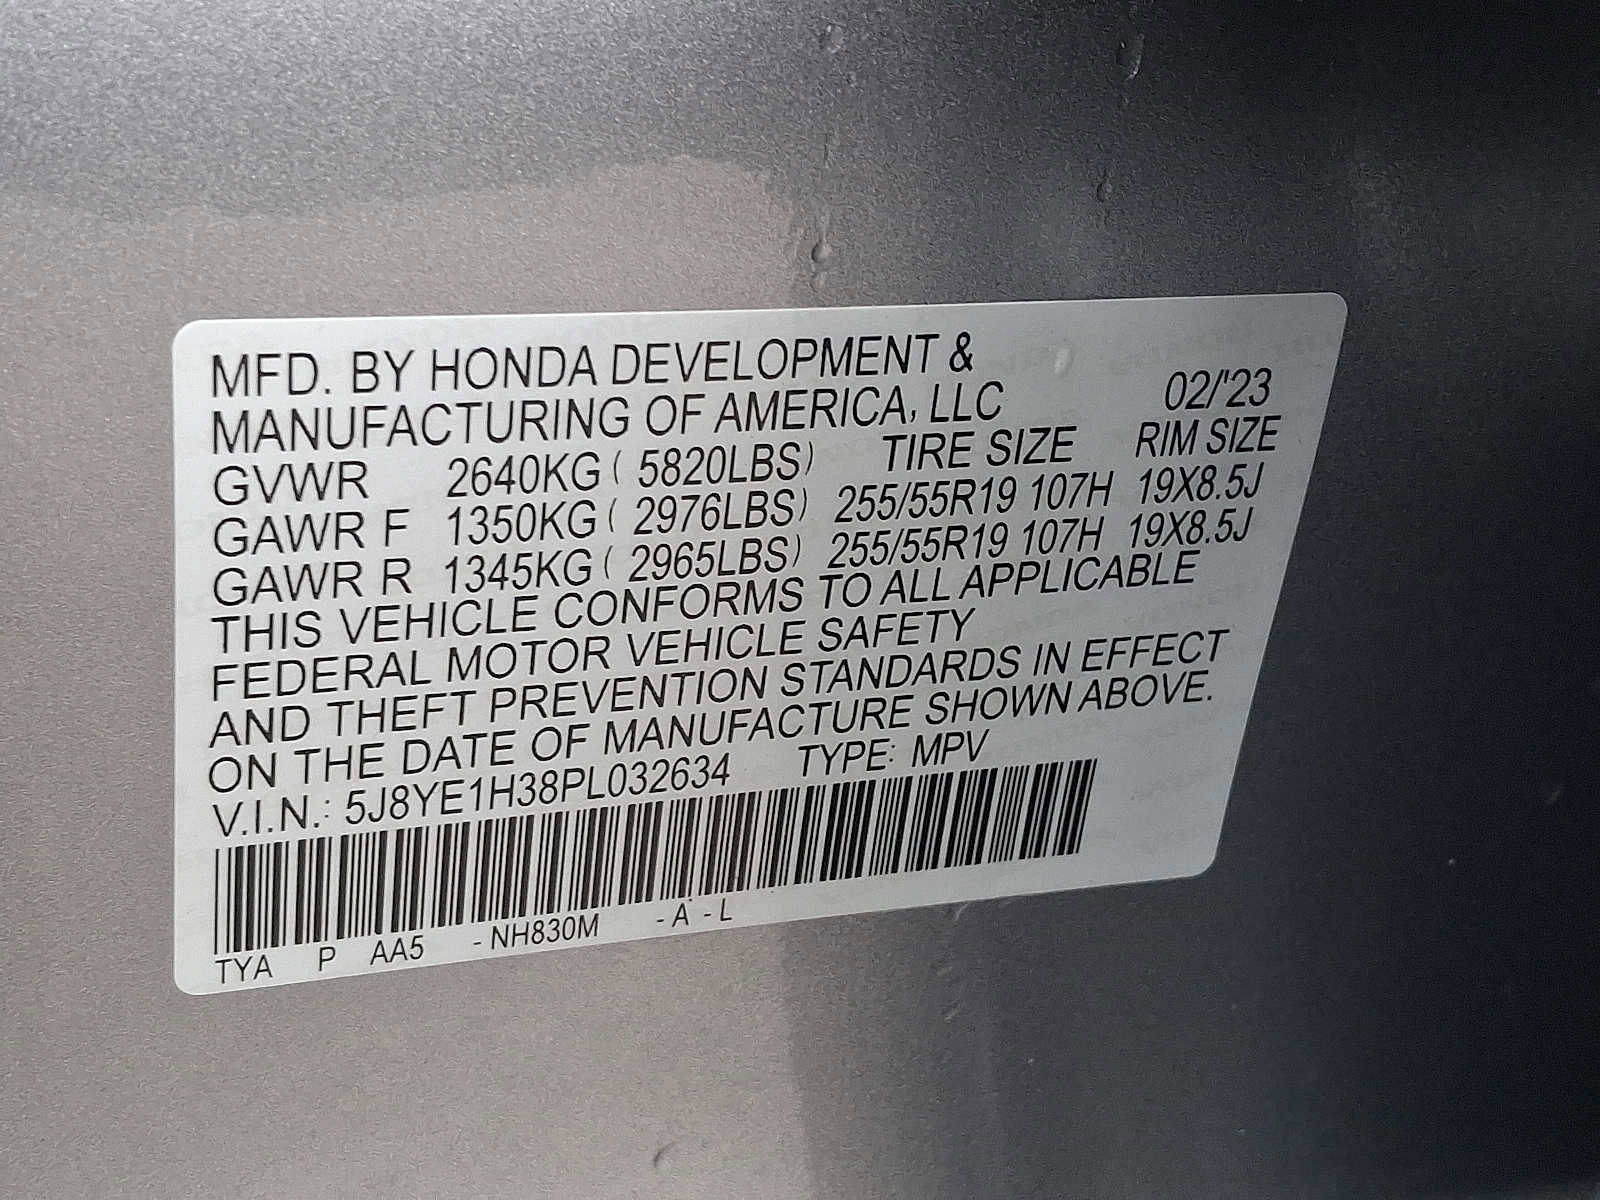 MFD. BY HONDA DEVELOPMENT &
MANUFACTURING OF AMERICA, LLC 02/'23
GVWR 2640KG ( 5820LBS) TIRE SIZE RIM SIZE
GAWR F 1350KG ( 2976LBS) 255/55R19 107H 19X8.5J
GAWR R 1345KG ( 2965LBS) 255/55R19 107H 19X8.5J
THIS VEHICLE CONFORMS TO ALL APPLICABLE
FEDERAL MOTOR VEHICLE SAFETY
AND THEFT PREVENTION STANDARDS IN EFFECT
ON THE DATE OF MANUFACTURE SHOWN ABOVE.
V.I.N.: 5J8YE1H38PL032634 TYPE: MPV
TYA P AA5 -NH830M -A -L